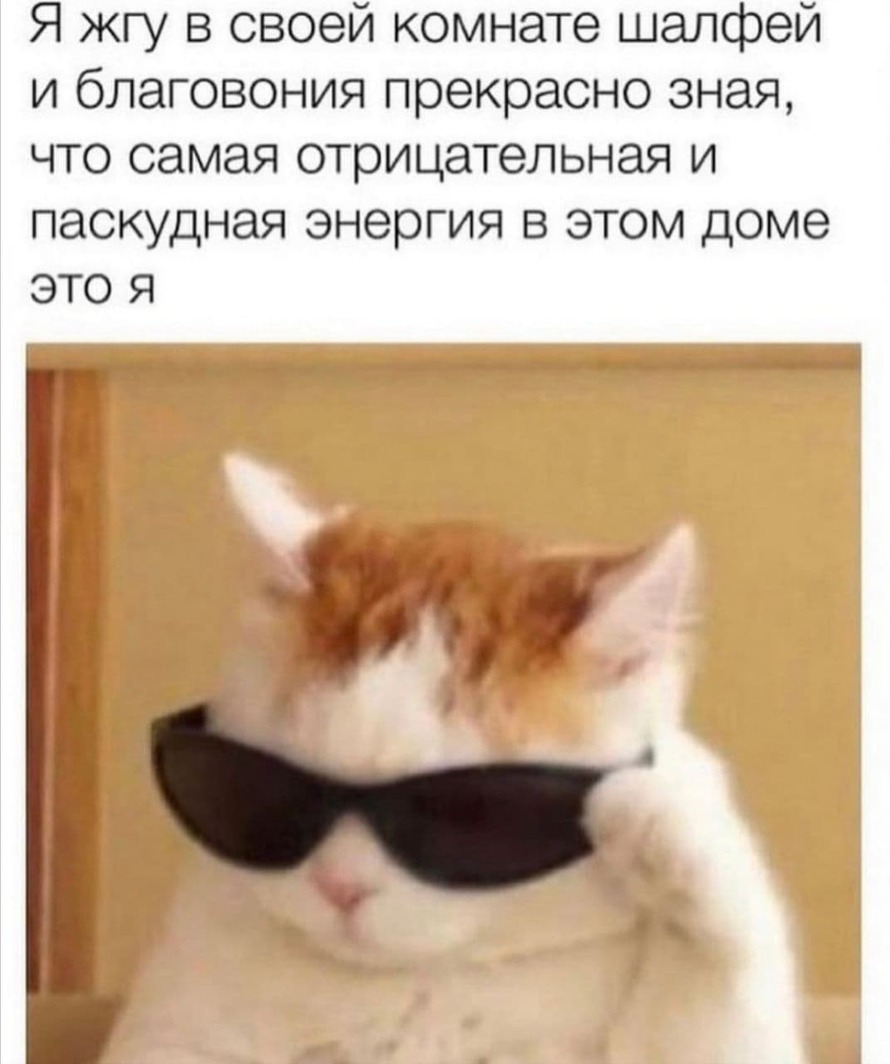 Я жгу в своей комнате шалфей
и благовония прекрасно зная,
что самая отрицательная и
паскудная энергия в этом доме
это я